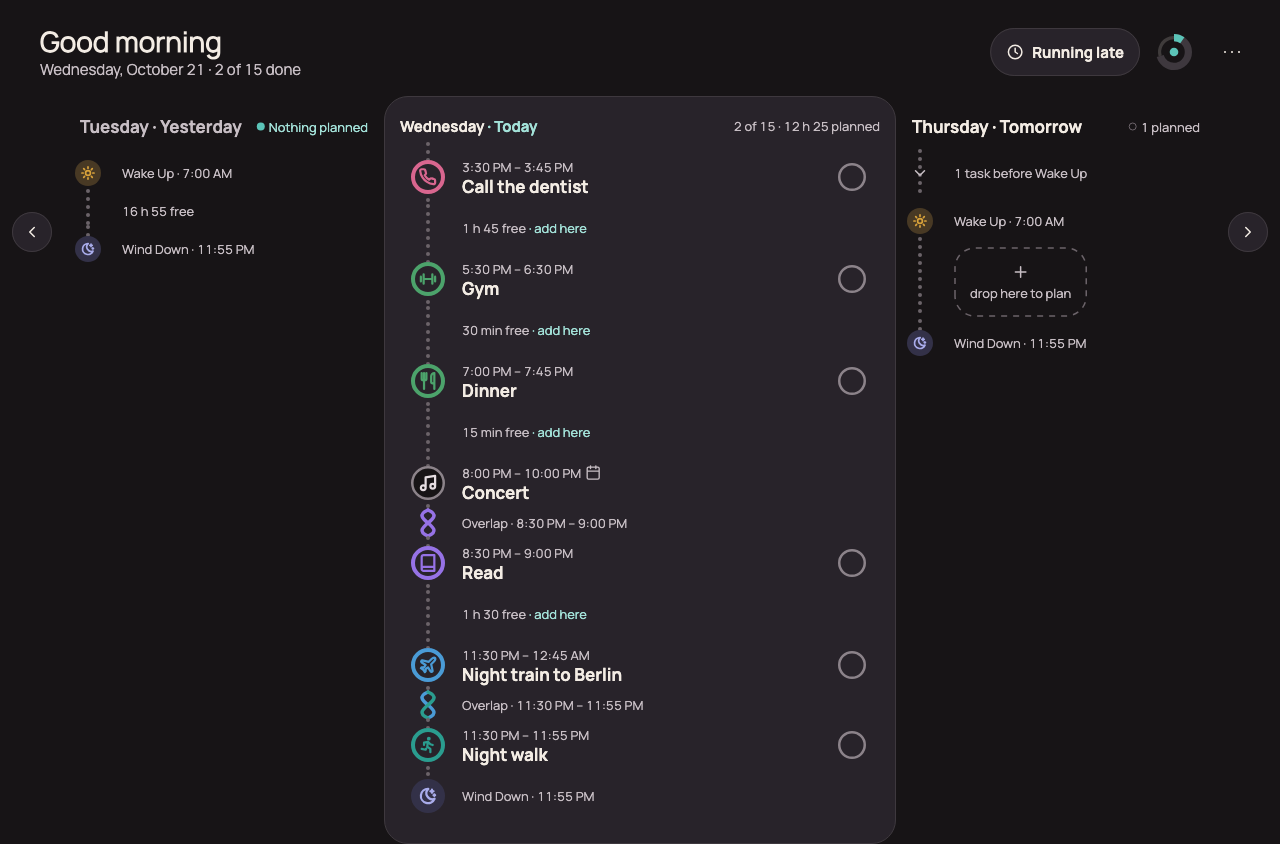 Good morning
Wednesday, October 21 · 2 of 15 done
Running late
Tuesday · Yesterday
Nothing planned
Wake Up · 7:00 AM
16 h 55 free
Wind Down · 11:55 PM
Wednesday · Today
2 of 15 · 12 h 25 planned
3:30 PM – 3:45 PM
Call the dentist
1 h 45 free · add here
5:30 PM – 6:30 PM
Gym
30 min free · add here
7:00 PM – 7:45 PM
Dinner
15 min free · add here
8:00 PM – 10:00 PM
Concert
Overlap · 8:30 PM – 9:00 PM
8:30 PM – 9:00 PM
Read
1 h 30 free · add here
11:30 PM – 12:45 AM
Night train to Berlin
Overlap · 11:30 PM – 11:55 PM
11:30 PM – 11:55 PM
Night walk
Wind Down · 11:55 PM
Thursday · Tomorrow
1 planned
1 task before Wake Up
Wake Up · 7:00 AM
drop here to plan
Wind Down · 11:55 PM